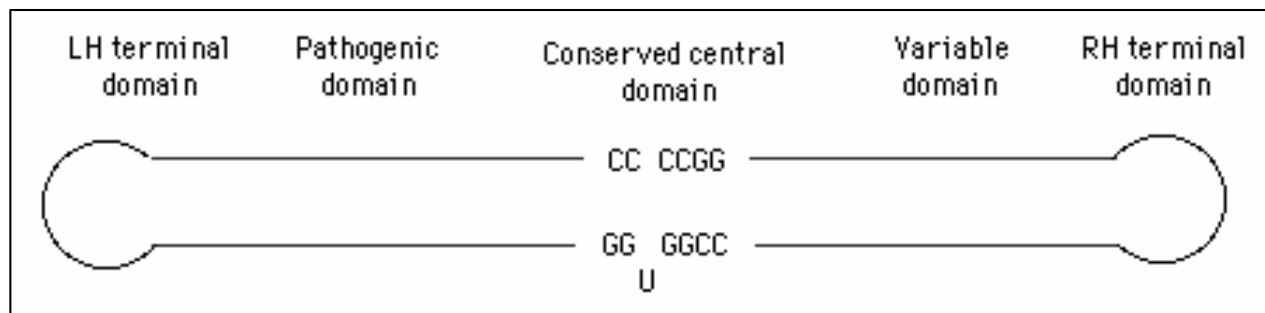 LH terminal domain
Pathogenic domain
Conserved central domain
Variable domain
RH terminal domain
CC CCGG
GG GGCC
U